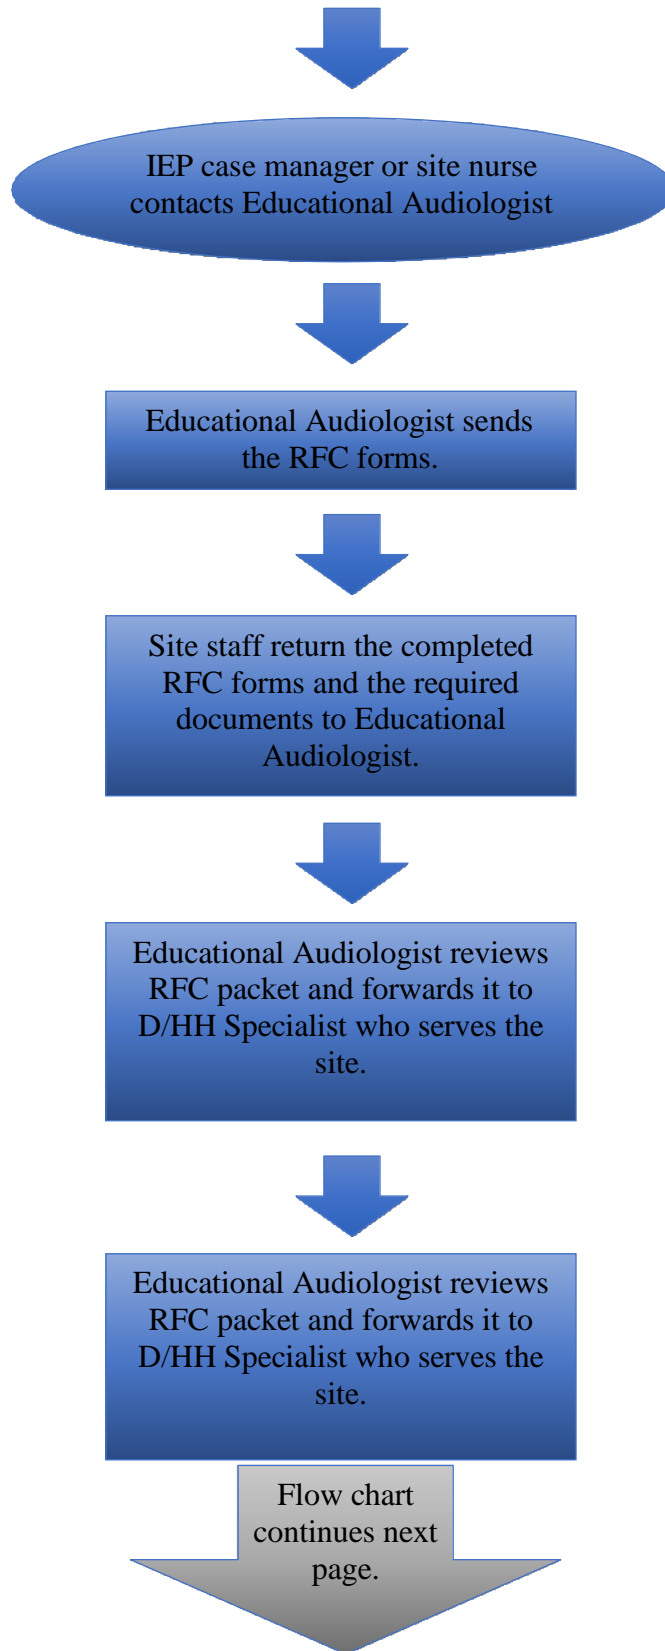 IEP case manager or site nurse
contacts Educational Audiologist
Educational Audiologist sends
the RFC forms.
Site staff return the completed
RFC forms and the required
documents to Educational
Audiologist.
Educational Audiologist reviews
RFC packet and forwards it to
D/HH Specialist who serves the
site.
Educational Audiologist reviews
RFC packet and forwards it to
D/HH Specialist who serves the
site.
Flow chart
continues next
page.